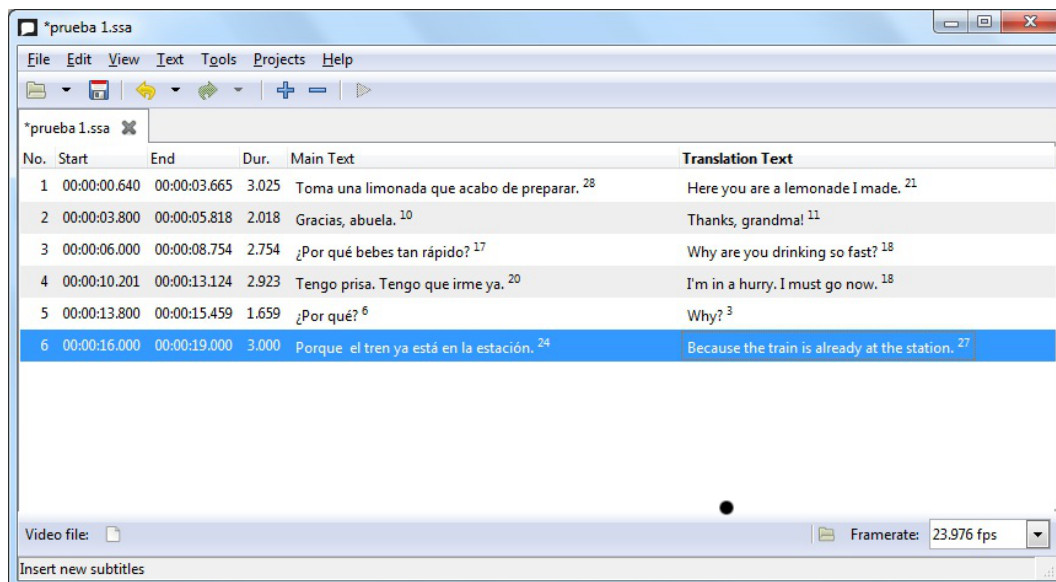 *prueba 1.ssa
File Edit View Text Tools Projects Help
*prueba 1.ssa
No. Start End Dur. Main Text Translation Text
1 00:00:00.640 00:00:03.665 3.025 Toma una limonada que acabo de preparar. 28 Here you are a lemonade I made. 21
2 00:00:03.800 00:00:05.818 2.018 Gracias, abuela. 10 Thanks, grandma! 11
3 00:00:06.000 00:00:08.754 2.754 ¿Por qué bebes tan rápido? 17 Why are you drinking so fast? 18
4 00:00:10.201 00:00:13.124 2.923 Tengo prisa. Tengo que irme ya. 20 I'm in a hurry. I must go now. 18
5 00:00:13.800 00:00:15.459 1.659 ¿Por qué? 6 Why? 3
6 00:00:16.000 00:00:19.000 3.000 Porque  el tren ya está en la estación. 24 Because the train is already at the station. 27
Video file: Framerate: 23.976 fps
Insert new subtitles